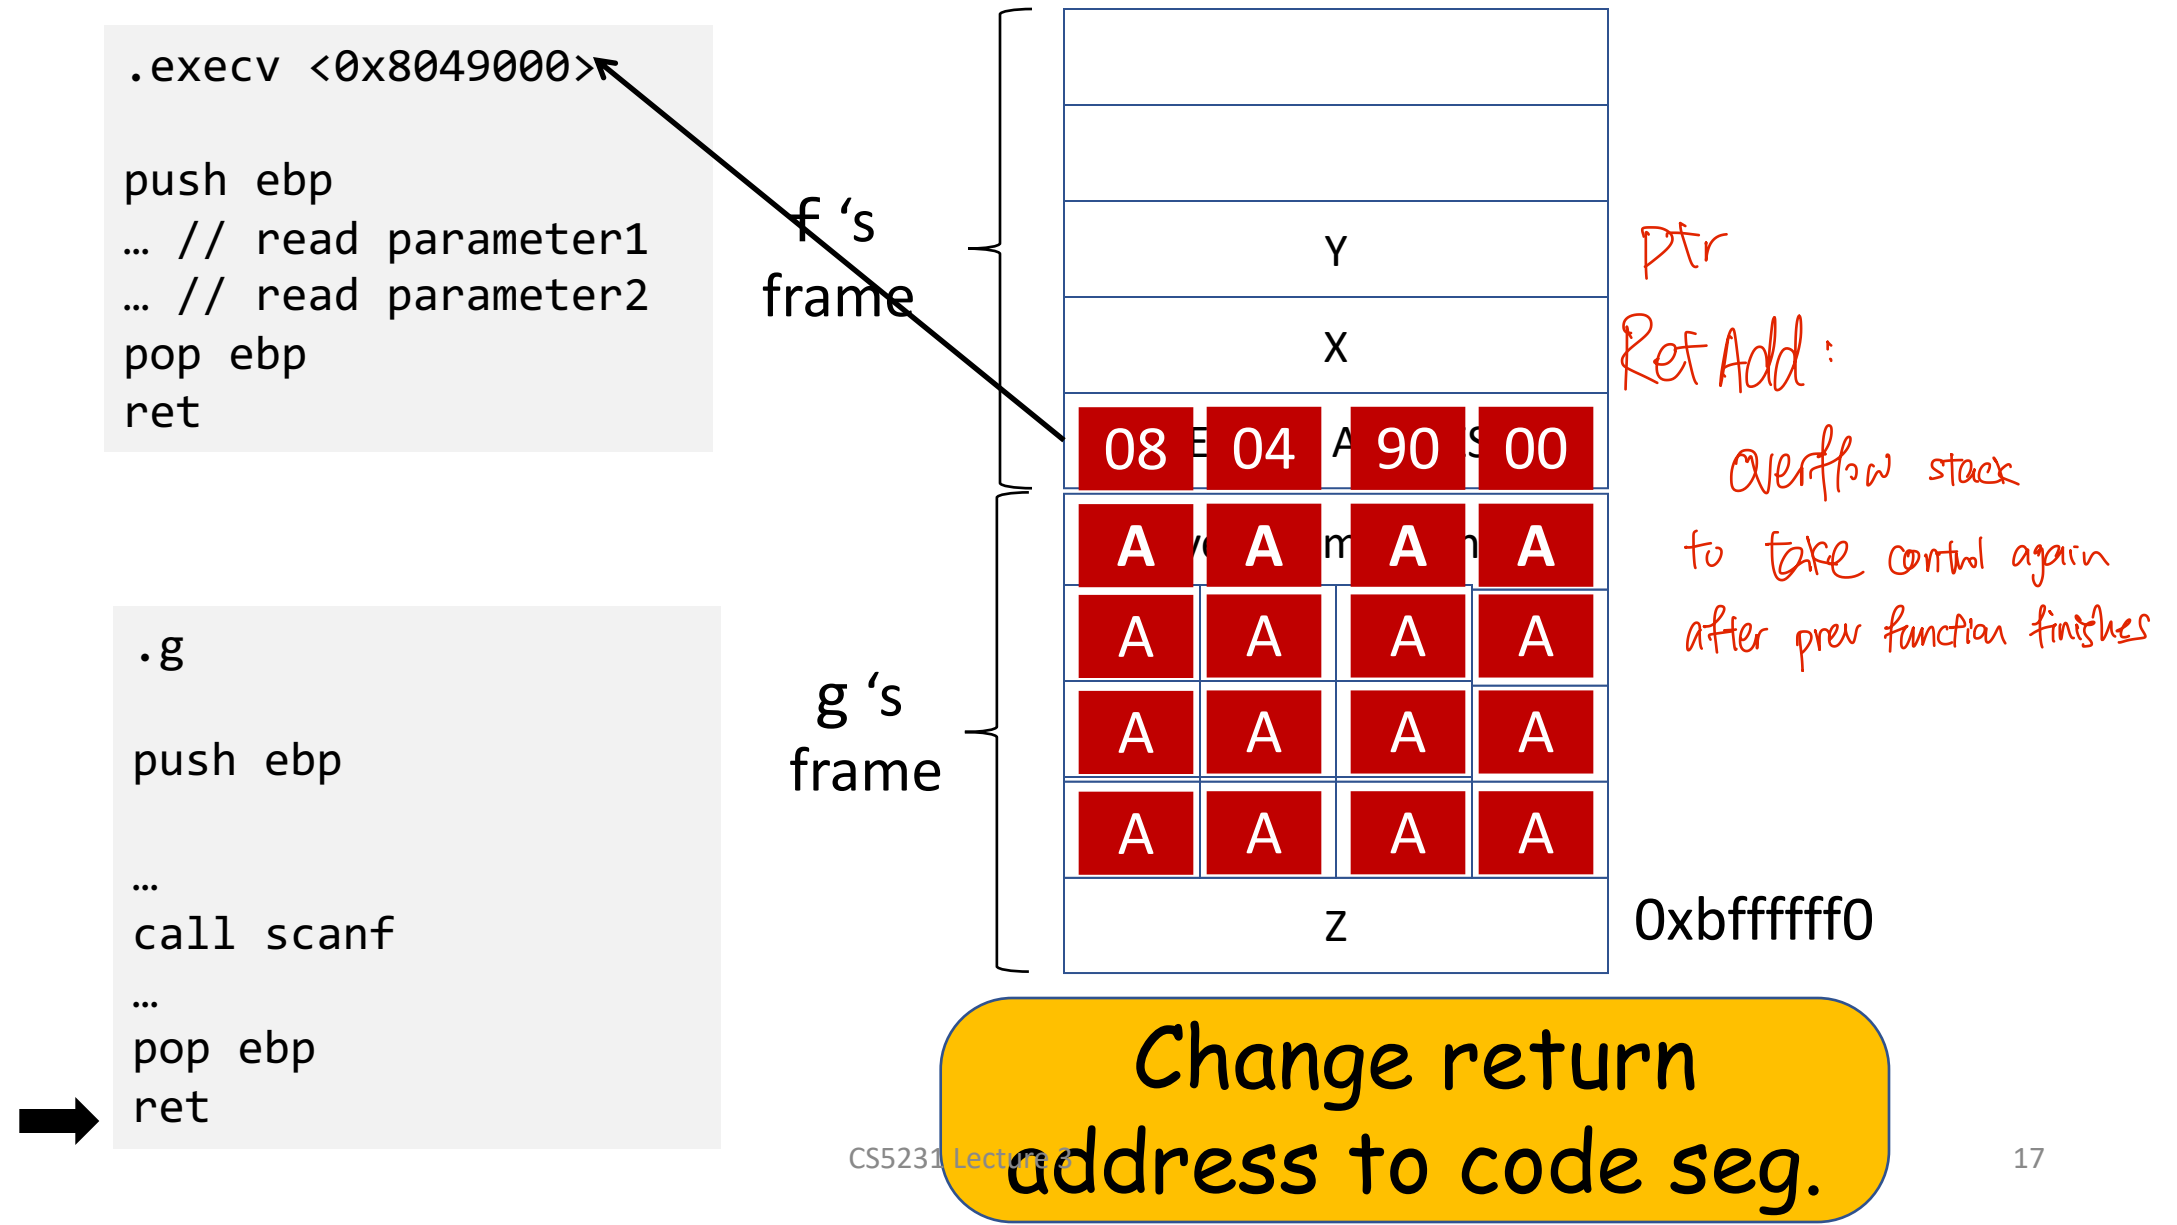 .execv <0x8049000>
push ebp
… // read parameter1
… // read parameter2
pop ebp
ret
f ‘s
frame
Y
ptr
X
Ret Add :
08 04 90 00
Overflow stack
A A A A
to take control again
A A A A
after prev function finishes
A A A A
A A A A
.g
push ebp
…
call scanf
…
pop ebp
ret
g ‘s
frame
Z
0xbffffff0
Change return
address to code seg.
CS5231 Lecture 3
17